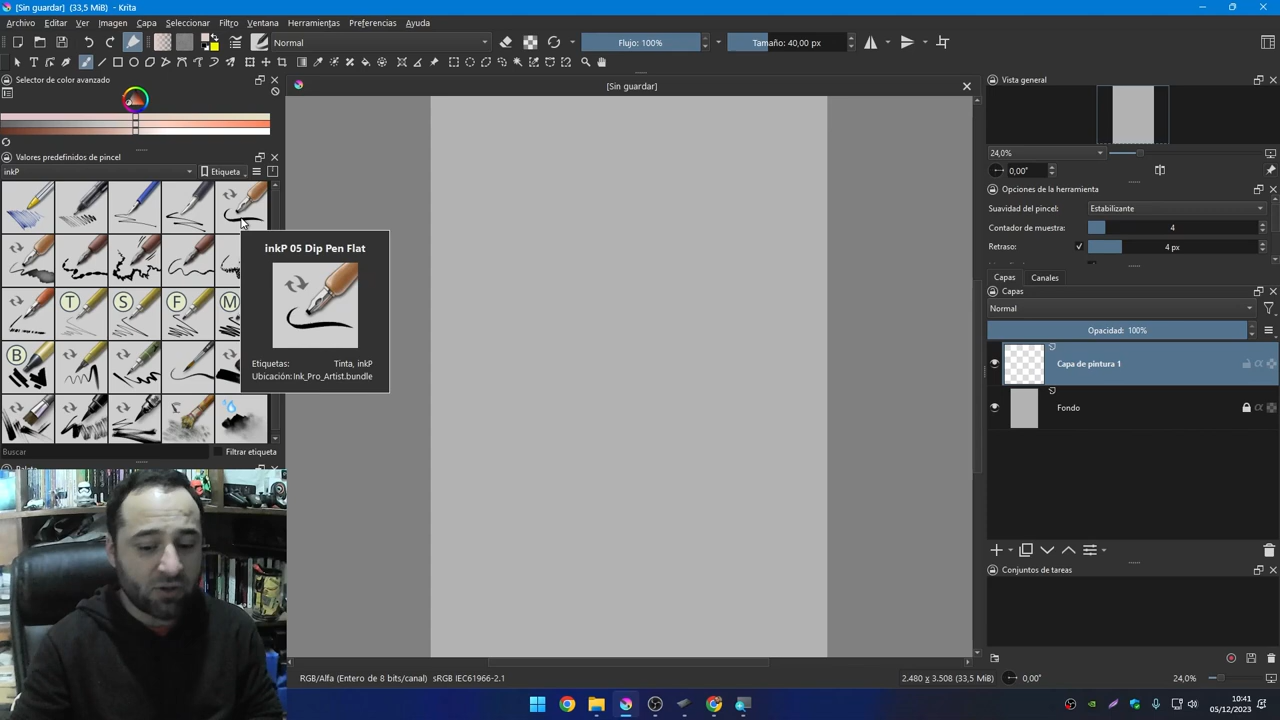 [Sin guardar] (33,5 MiB) - Krita
Archivo Editar Ver Imagen Capa Seleccionar Filtro Ventana Herramientas Preferencias Ayuda
Normal
Flujo: 100%
Tamaño: 40,00 px
Selector de color avanzado
[Sin guardar]
Vista general
24,0%
0,00°
Valores predefinidos de pincel
inkP
Etiqueta
Opciones de la herramienta
Suavidad del pincel: Estabilizante
Contador de muestra: 4
Retraso: 4 px
inkP 05 Dip Pen Flat
Etiquetas: Tinta, inkP
Ubicación: Ink_Pro_Artist.bundle
T
S
F
M
B
Buscar
Filtrar etiqueta
Capas Canales
Capas
Normal
Opacidad: 100%
Capa de pintura 1
Fondo
Conjuntos de tareas
RGB/Alfa (Entero de 8 bits/canal) sRGB IEC61966-2.1
2.480 x 3.508 (33,5 MiB)
0,00°
24,0%
10:41
05/12/2023